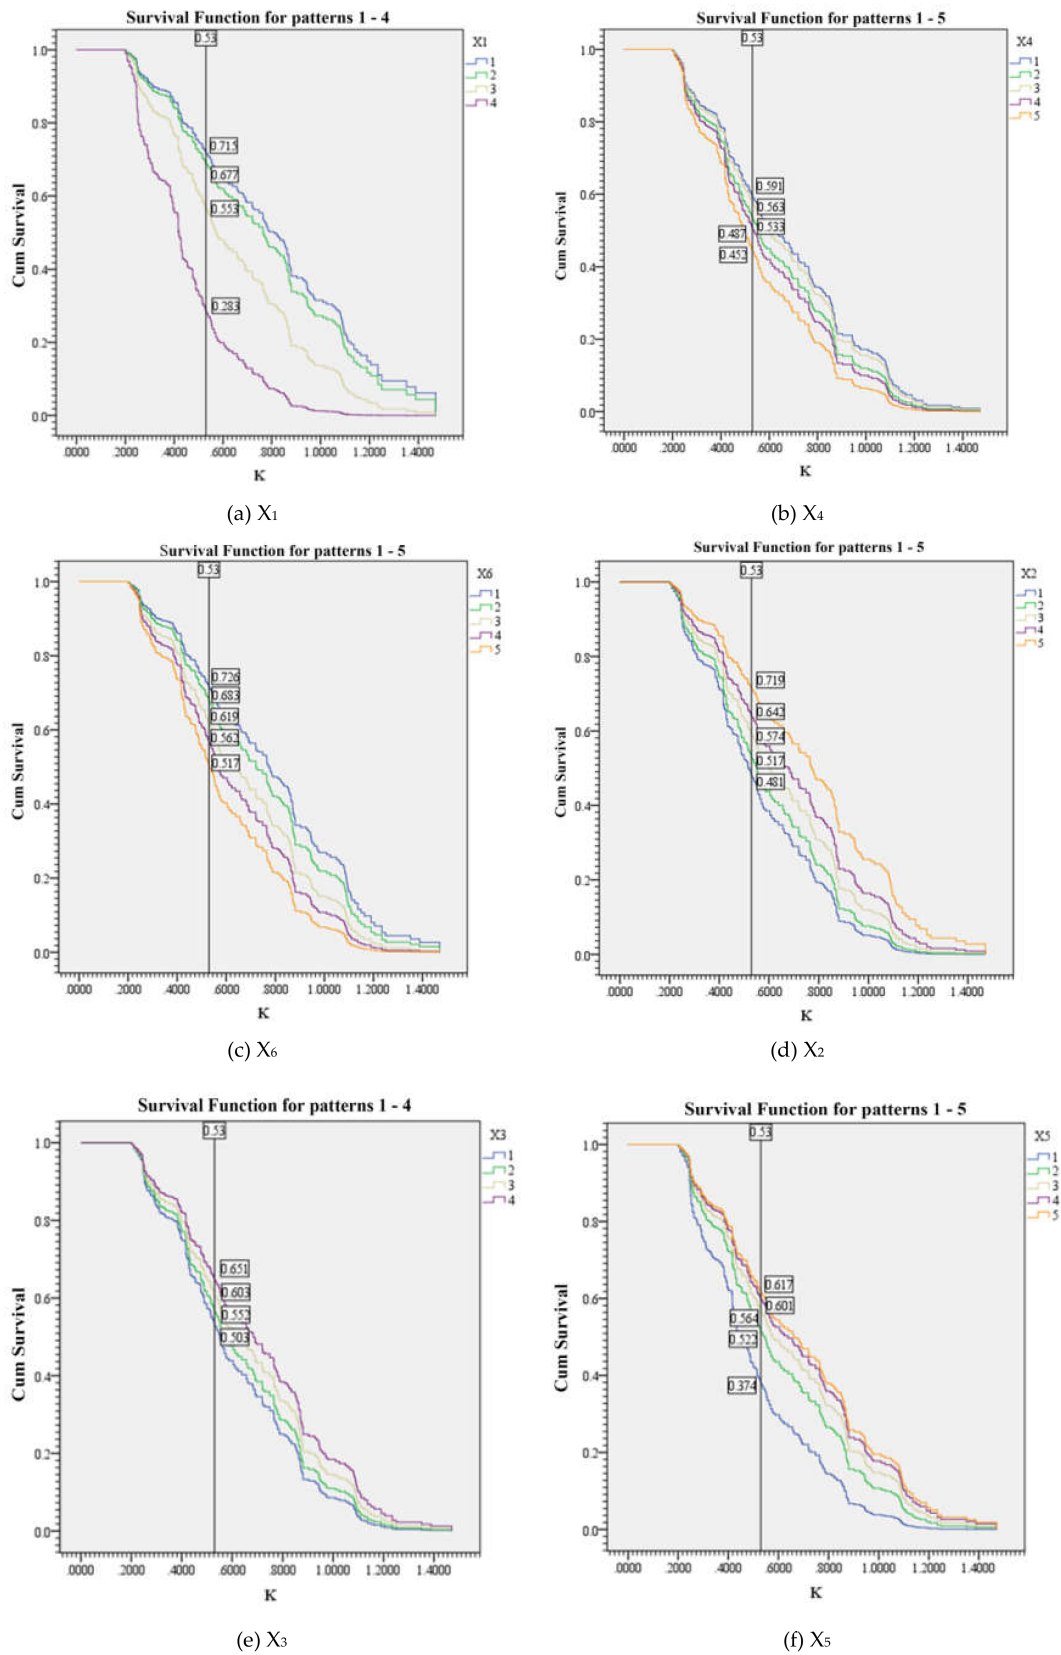 Survival Function for patterns 1 - 4
0.53
X1
1
2
3
4
1.0
0.8
0.6
0.4
0.2
0.0
Cum Survival
0.715
0.677
0.553
0.283
.0000 .2000 .4000 .6000 .8000 1.0000 1.2000 1.4000
K
(a) X1
Survival Function for patterns 1 - 5
0.53
X4
1
2
3
4
5
1.0
0.8
0.6
0.4
0.2
0.0
Cum Survival
0.591
0.563
0.533
0.487
0.452
.0000 .2000 .4000 .6000 .8000 1.0000 1.2000 1.4000
K
(b) X4
Survival Function for patterns 1 - 5
0.53
X6
1
2
3
4
5
1.0
0.8
0.6
0.4
0.2
0.0
Cum Survival
0.726
0.683
0.619
0.562
0.517
.0000 .2000 .4000 .6000 .8000 1.0000 1.2000 1.4000
K
(c) X6
Survival Function for patterns 1 - 5
0.53
X2
1
2
3
4
5
1.0
0.8
0.6
0.4
0.2
0.0
Cum Survival
0.719
0.642
0.574
0.517
0.481
.0000 .2000 .4000 .6000 .8000 1.0000 1.2000 1.4000
K
(d) X2
Survival Function for patterns 1 - 4
0.53
X3
1
2
3
4
1.0
0.8
0.6
0.4
0.2
0.0
Cum Survival
0.651
0.603
0.552
0.503
.0000 .2000 .4000 .6000 .8000 1.0000 1.2000 1.4000
K
(e) X3
Survival Function for patterns 1 - 5
0.53
X5
1
2
3
4
5
1.0
0.8
0.6
0.4
0.2
0.0
Cum Survival
0.617
0.601
0.564
0.522
0.374
.0000 .2000 .4000 .6000 .8000 1.0000 1.2000 1.4000
K
(f) X5